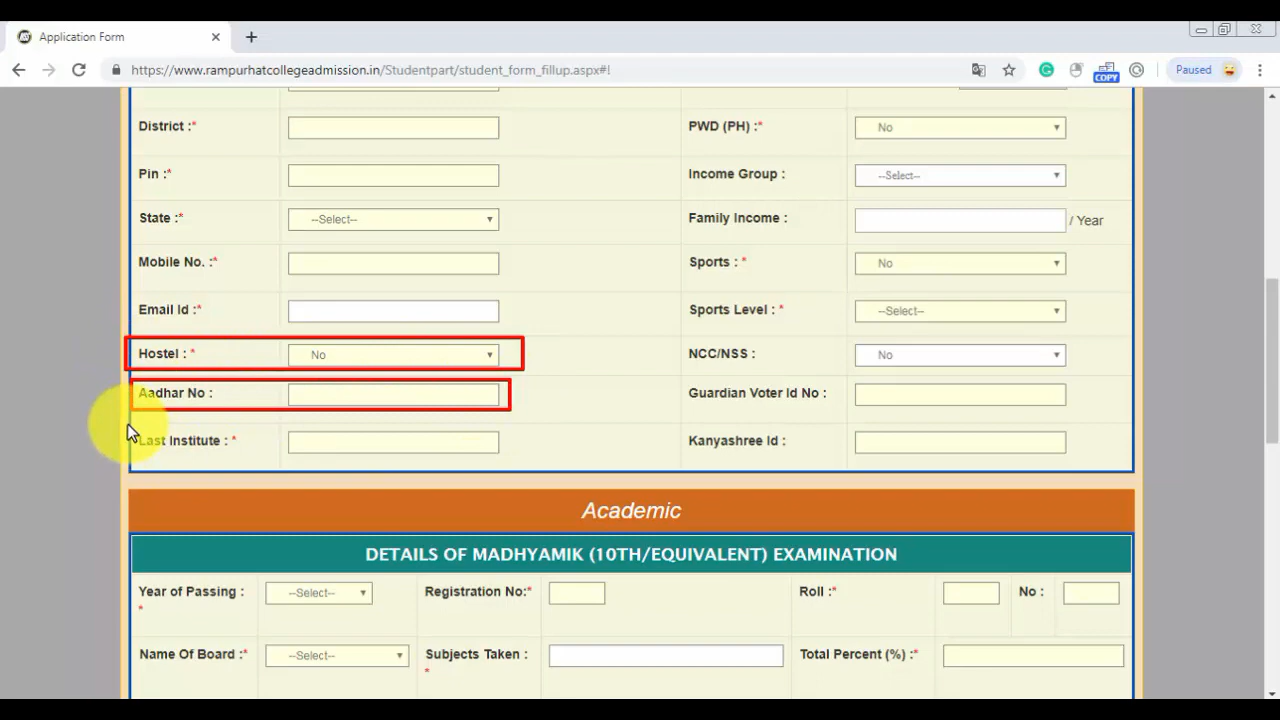 Application Form
https://www.rampurhatcollegeadmission.in/Studentpart/student_form_fillup.aspx#!
COPY
Paused
District :*
PWD (PH) :*
No
Pin :*
Income Group :
--Select--
State :*
--Select--
Family Income :
/ Year
Mobile No. :*
Sports : *
No
Email Id :*
Sports Level : *
--Select--
Hostel : *
No
NCC/NSS :
No
Aadhar No :
Guardian Voter Id No :
Last Institute : *
Kanyashree Id :
Academic
DETAILS OF MADHYAMIK (10TH/EQUIVALENT) EXAMINATION
Year of Passing :
*
--Select--
Registration No:*
Roll :*
No :
Name Of Board :*
--Select--
Subjects Taken :
*
Total Percent (%) :*